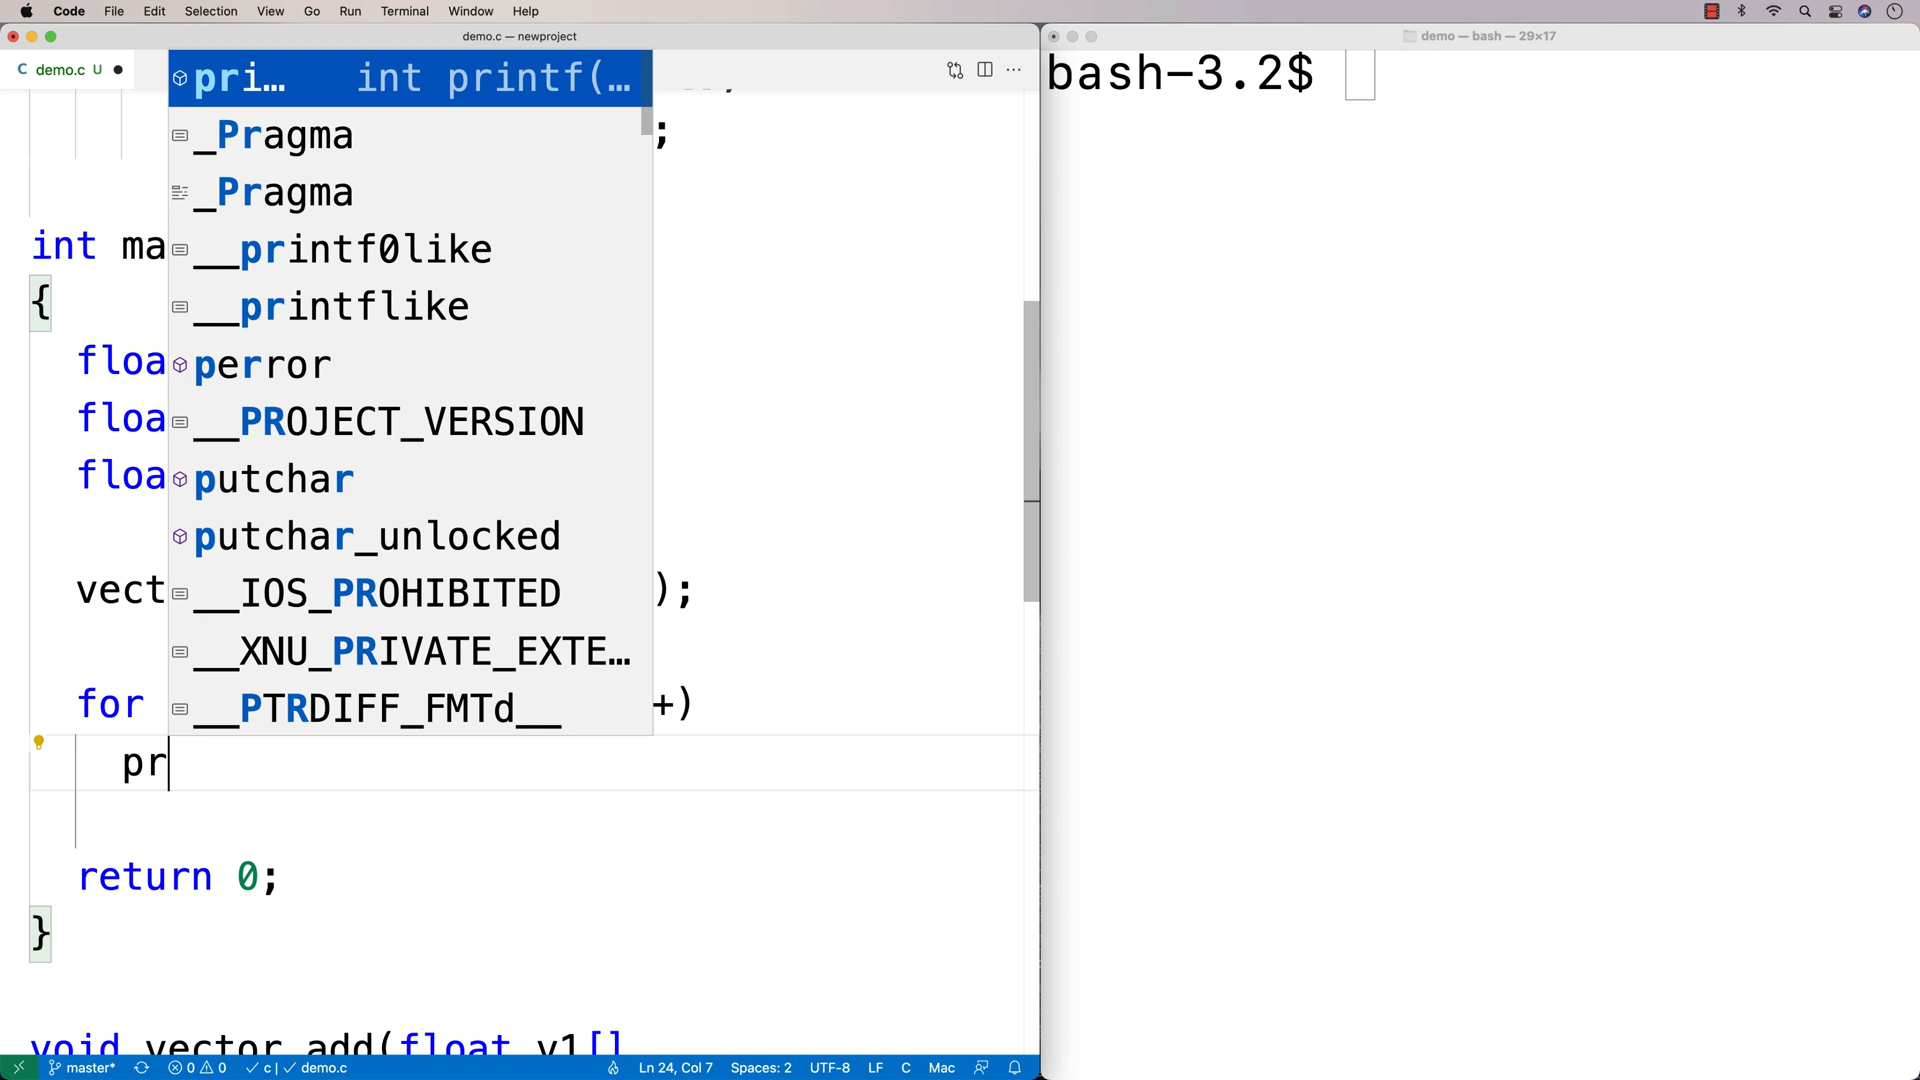 Code File Edit Selection View Go Run Terminal Window Help
demo.c — newproject
C demo.c U
pri… int printf(…
_Pragma
;
_Pragma
int ma
__printf0like
{
__printflike
floa
perror
floa
__PROJECT_VERSION
floa
putchar
putchar_unlocked
vect
__IOS_PROHIBITED
);
__XNU_PRIVATE_EXTE…
for
__PTRDIFF_FMTd__
+)
pr
return 0;
}
void vector_add(float v1[]
master* 0 0 c | demo.c Ln 24, Col 7 Spaces: 2 UTF-8 LF C Mac
demo — bash — 29×17
bash-3.2$